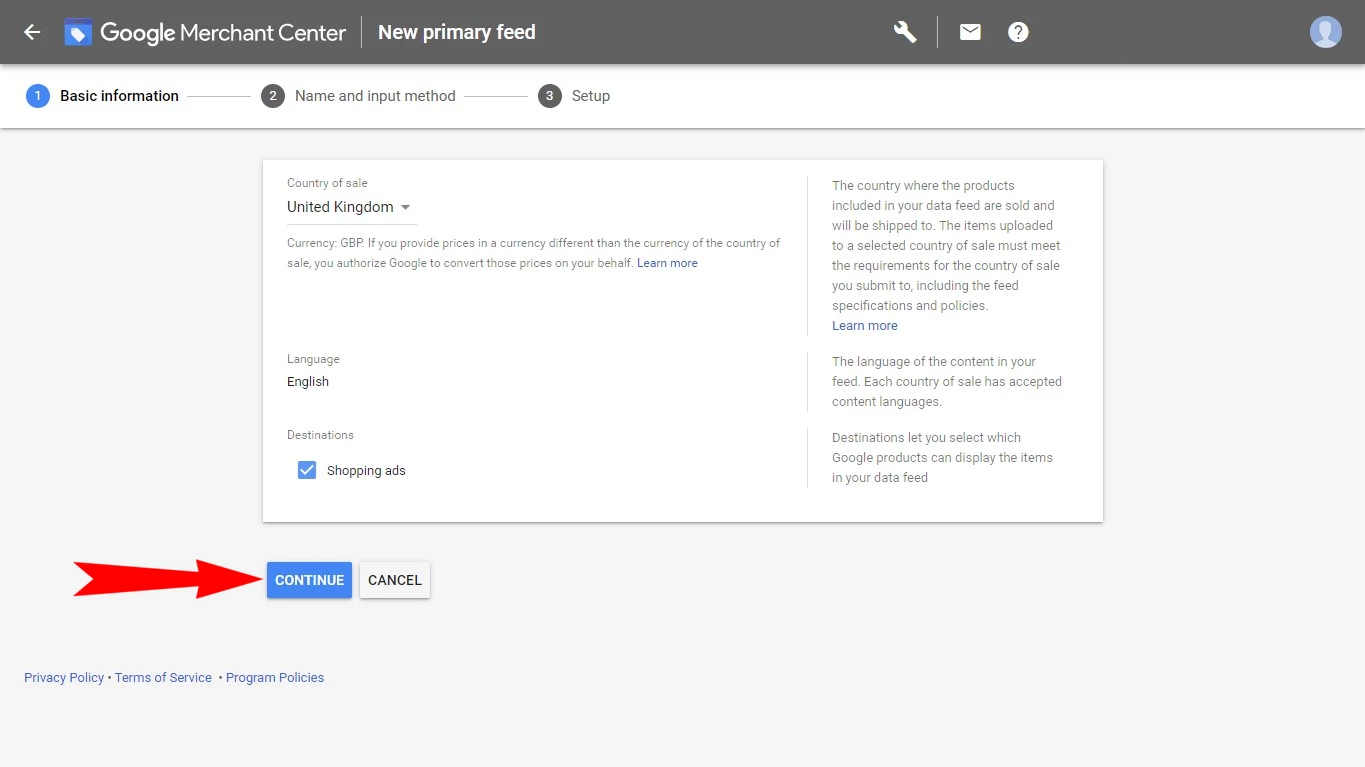 Google Merchant Center New primary feed
1 Basic information 2 Name and input method 3 Setup
Country of sale
United Kingdom
Currency: GBP. If you provide prices in a currency different than the currency of the country of
sale, you authorize Google to convert those prices on your behalf. Learn more
The country where the products
included in your data feed are sold and
will be shipped to. The items uploaded
to a selected country of sale must meet
the requirements for the country of sale
you submit to, including the feed
specifications and policies.
Learn more
Language
English
The language of the content in your
feed. Each country of sale has accepted
content languages.
Destinations
Shopping ads
Destinations let you select which
Google products can display the items
in your data feed
CONTINUE CANCEL
Privacy Policy • Terms of Service • Program Policies